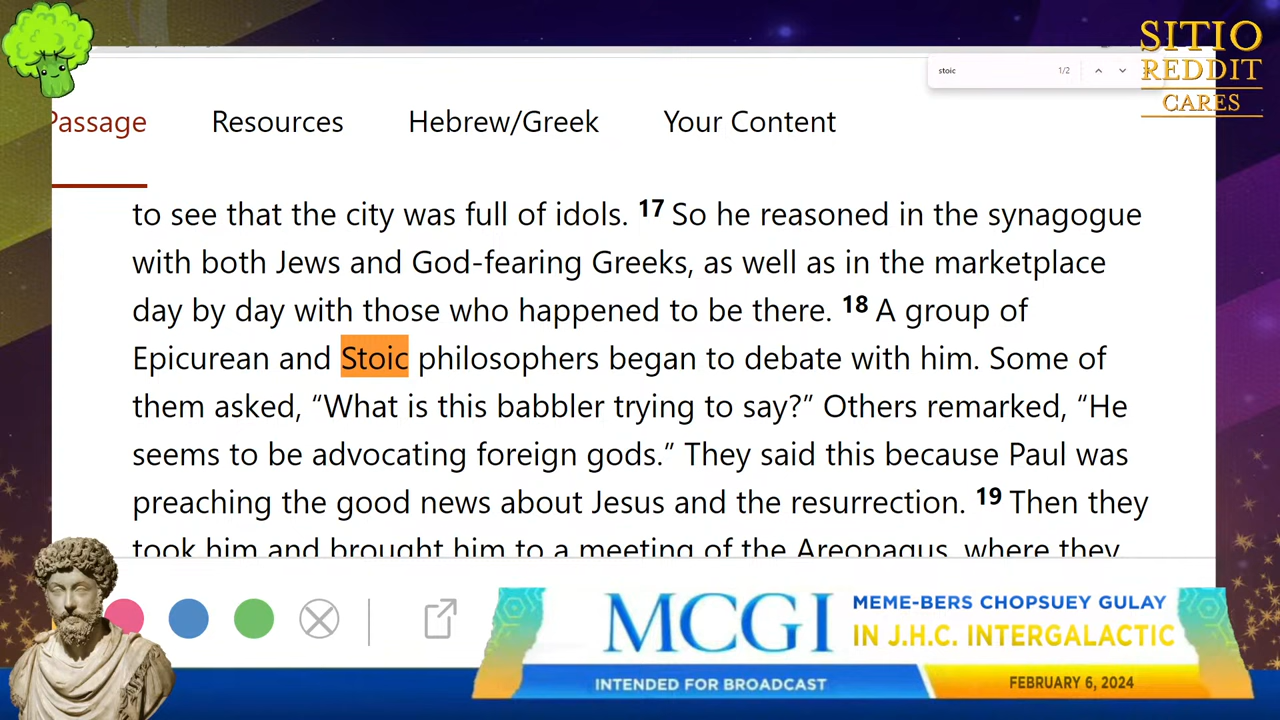 SITIO
REDDIT
CARES
stoic
1/2
Passage
Resources
Hebrew/Greek
Your Content
to see that the city was full of idols. 17 So he reasoned in the synagogue
with both Jews and God-fearing Greeks, as well as in the marketplace
day by day with those who happened to be there. 18 A group of
Epicurean and Stoic philosophers began to debate with him. Some of
them asked, “What is this babbler trying to say?” Others remarked, “He
seems to be advocating foreign gods.” They said this because Paul was
preaching the good news about Jesus and the resurrection. 19 Then they
took him and brought him to a meeting of the Areopagus, where they
MCGI
MEME-BERS CHOPSUEY GULAY
IN J.H.C. INTERGALACTIC
INTENDED FOR BROADCAST
FEBRUARY 6, 2024